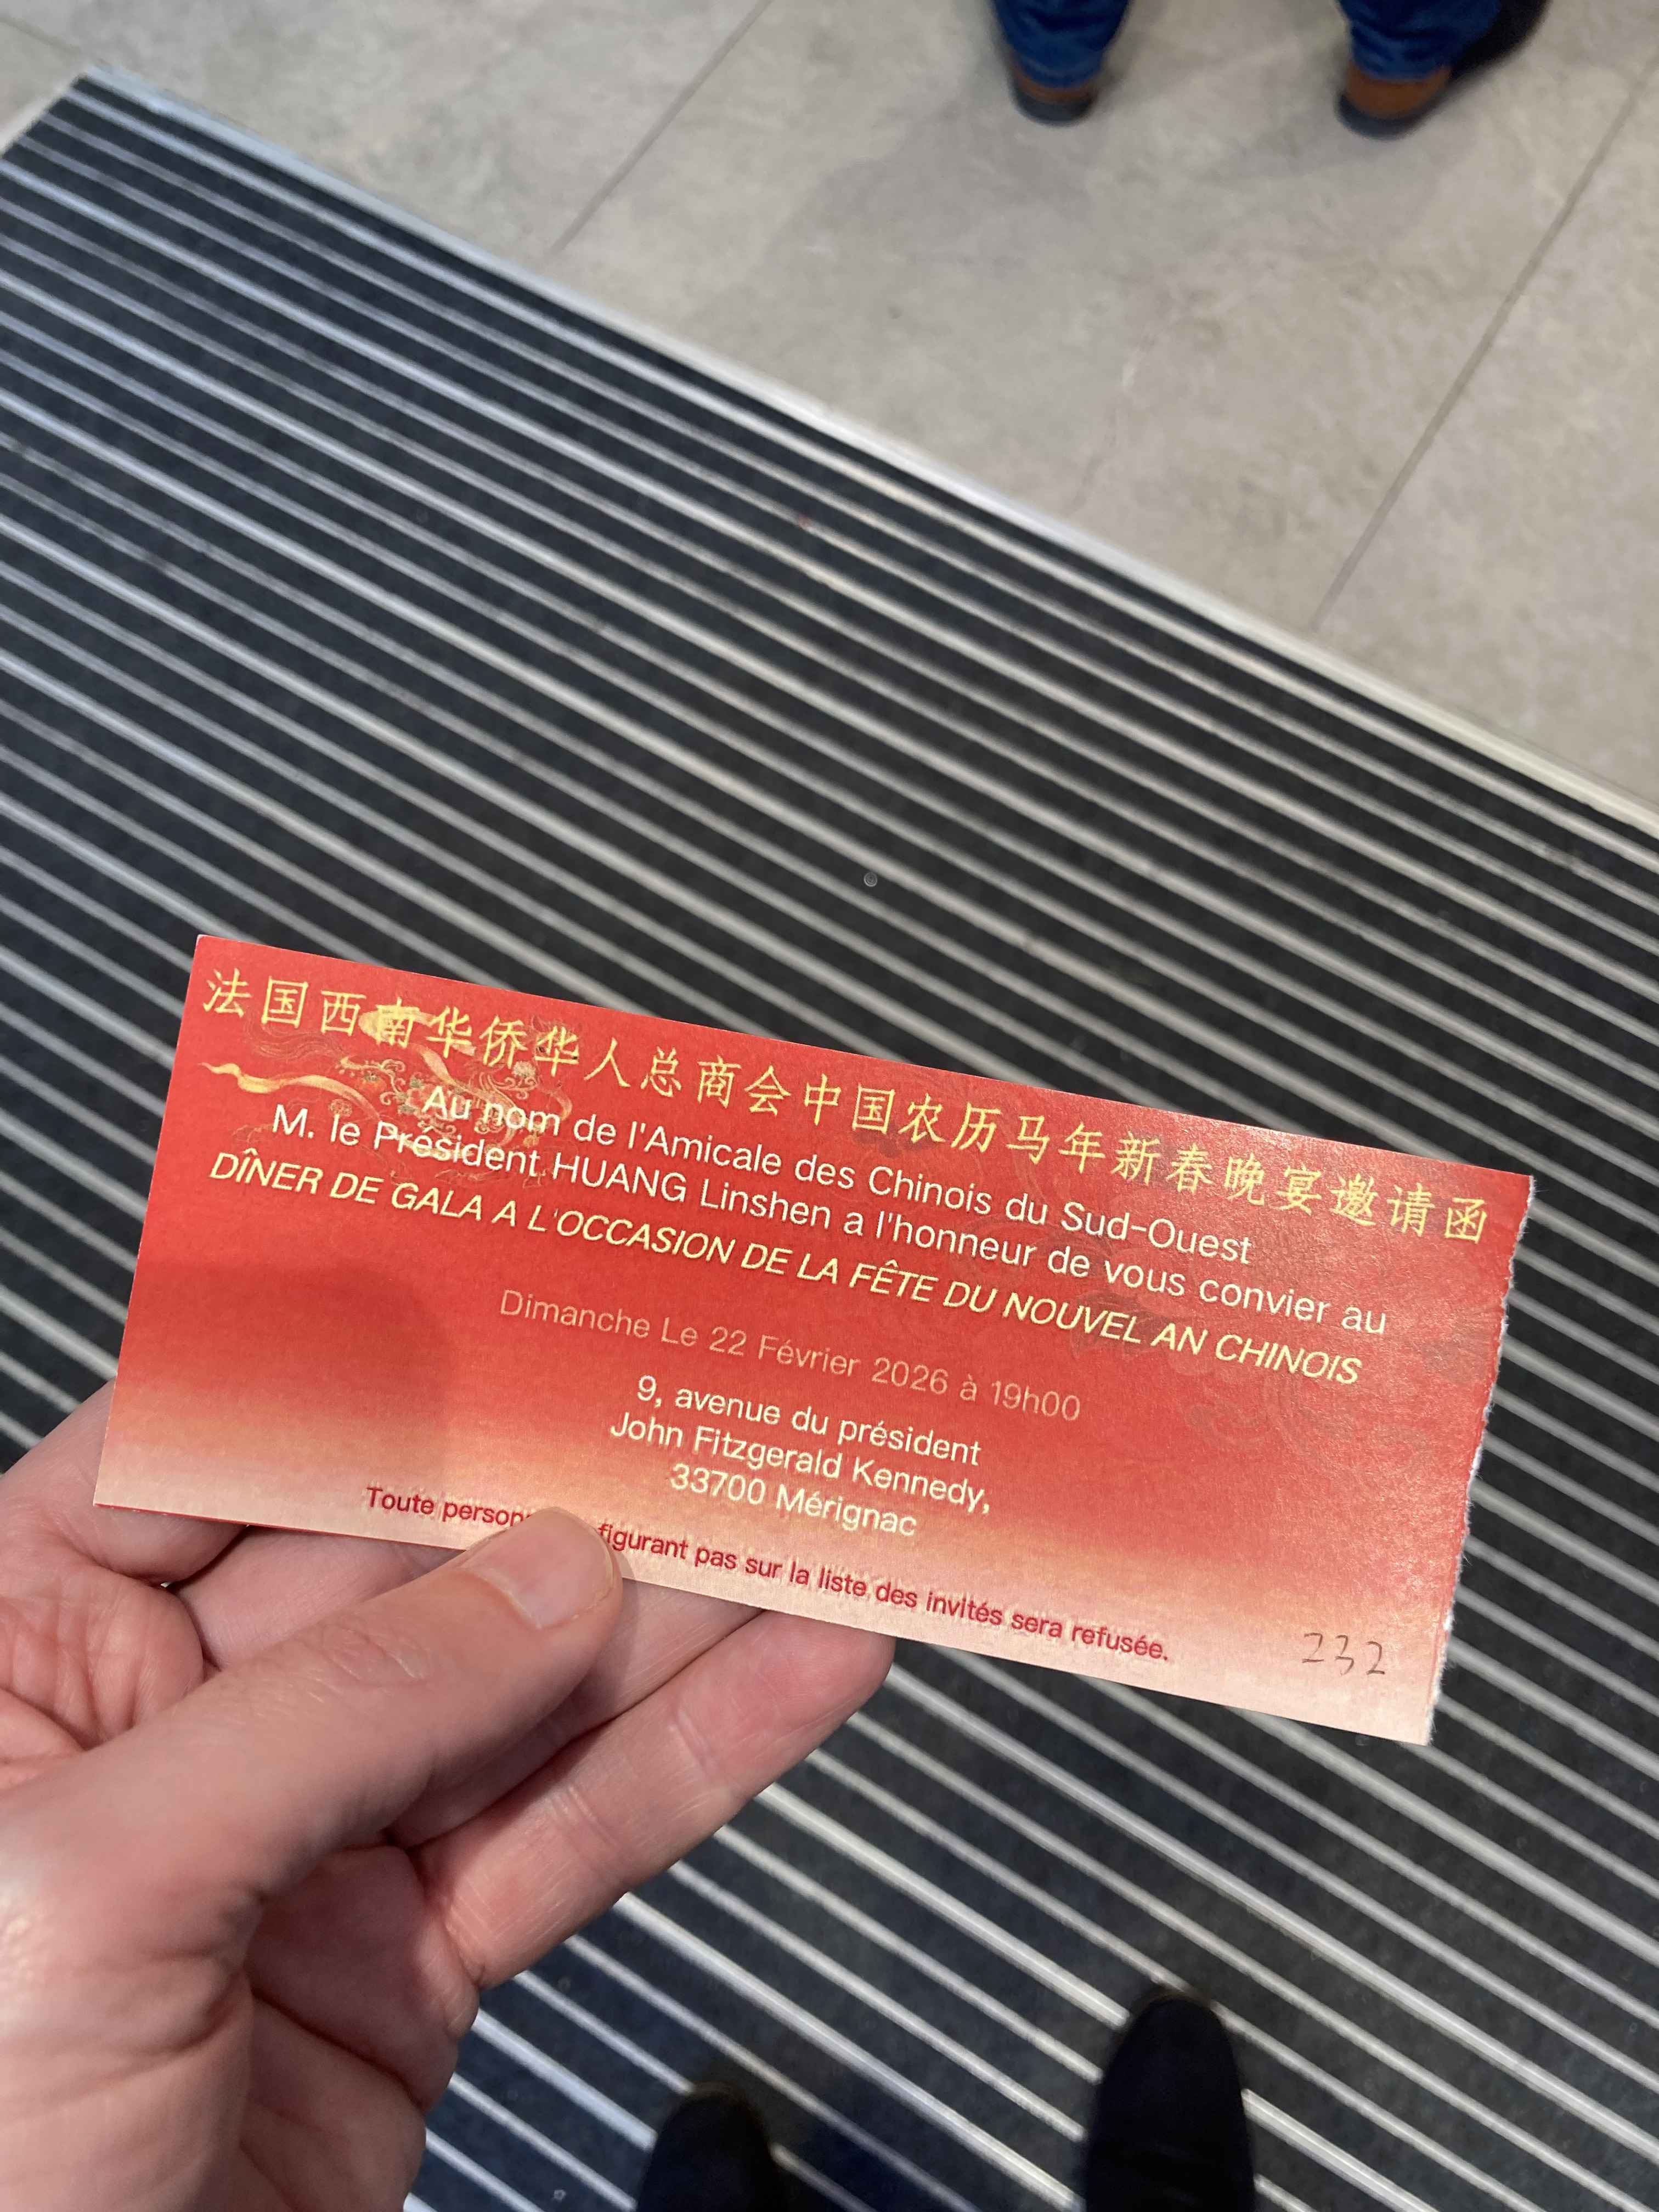 法国西南华侨华人总商会中国农历马年新春晚宴邀请函
Au nom de l'Amicale des Chinois du Sud-Ouest
M. le Président HUANG Linshen a l'honneur de vous convier au
DÎNER DE GALA A L'OCCASION DE LA FÊTE DU NOUVEL AN CHINOIS
Dimanche Le 22 Février 2026 à 19h00
9, avenue du président
John Fitzgerald Kennedy,
33700 Mérignac
Toute figurant pas sur la liste des invités sera refusée.
232